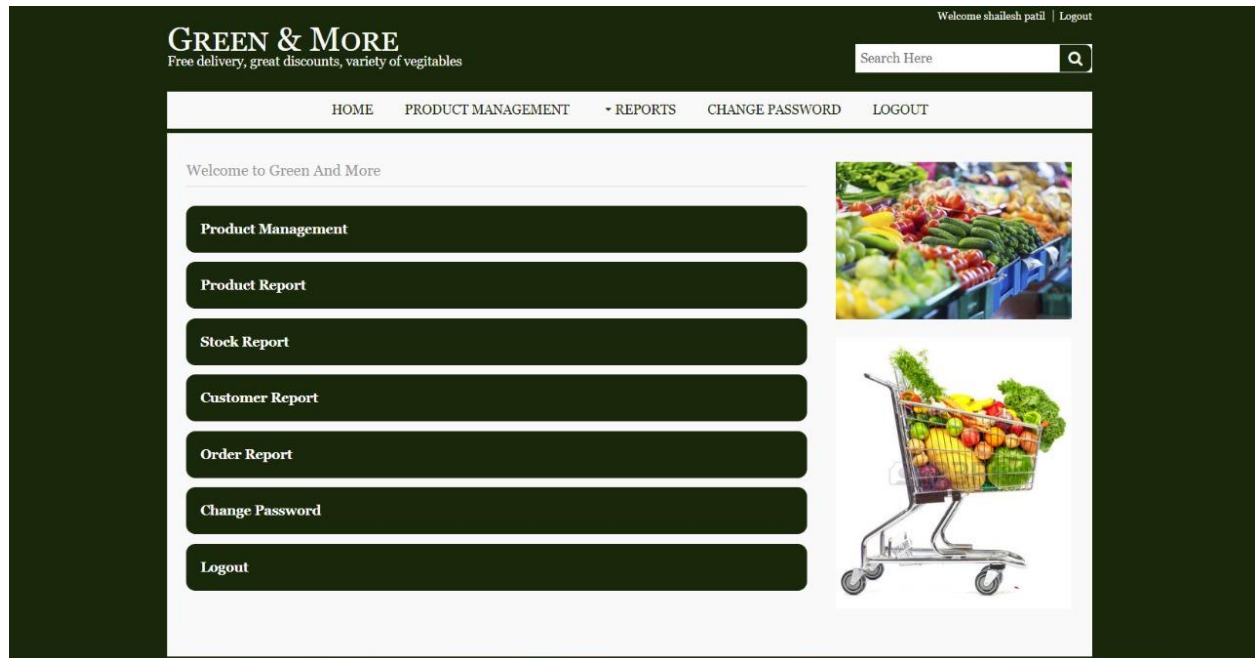 Welcome shailesh patil | Logout
GREEN & MORE
Free delivery, great discounts, variety of vegitables
Search Here
HOME PRODUCT MANAGEMENT REPORTS CHANGE PASSWORD LOGOUT
Welcome to Green And More
Product Management
Product Report
Stock Report
Customer Report
Order Report
Change Password
Logout